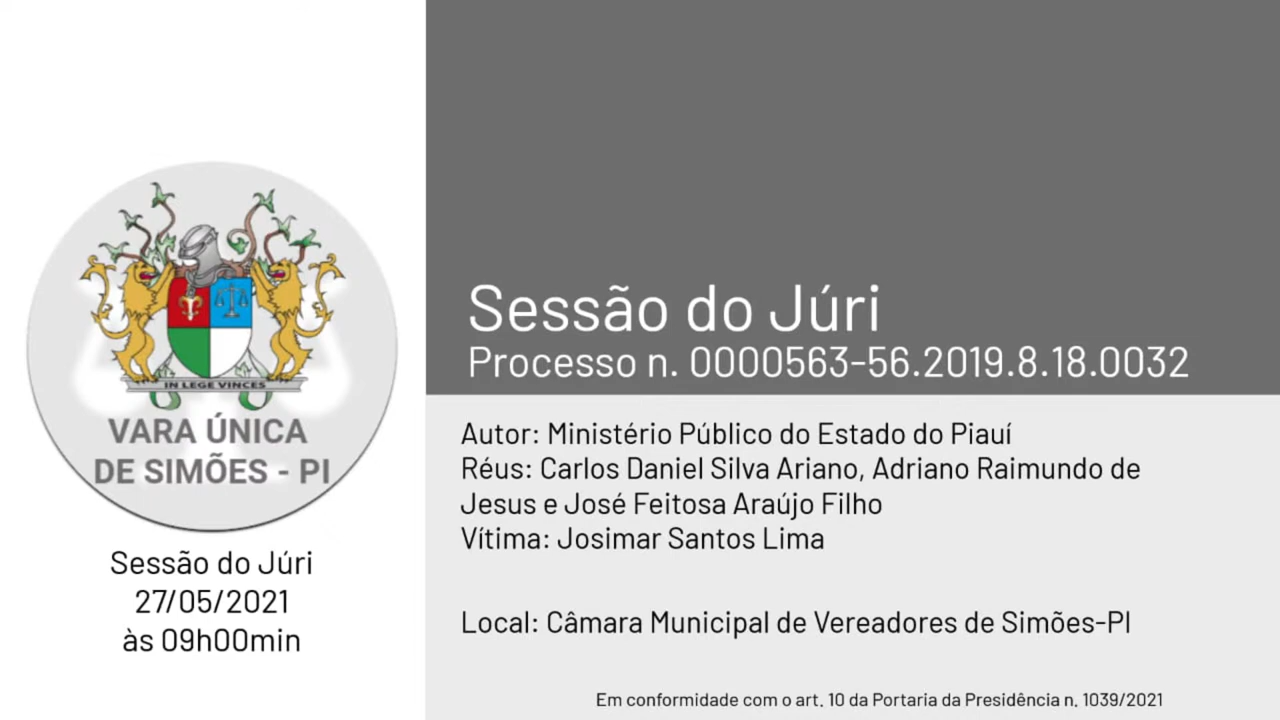 IN LEGE VINCES
VARA ÚNICA
DE SIMÕES - PI
Sessão do Júri
27/05/2021
às 09h00min
Sessão do Júri
Processo n. 0000563-56.2019.8.18.0032
Autor: Ministério Público do Estado do Piauí
Réus: Carlos Daniel Silva Ariano, Adriano Raimundo de
Jesus e José Feitosa Araújo Filho
Vítima: Josimar Santos Lima
Local: Câmara Municipal de Vereadores de Simões-PI
Em conformidade com o art. 10 da Portaria da Presidência n. 1039/2021